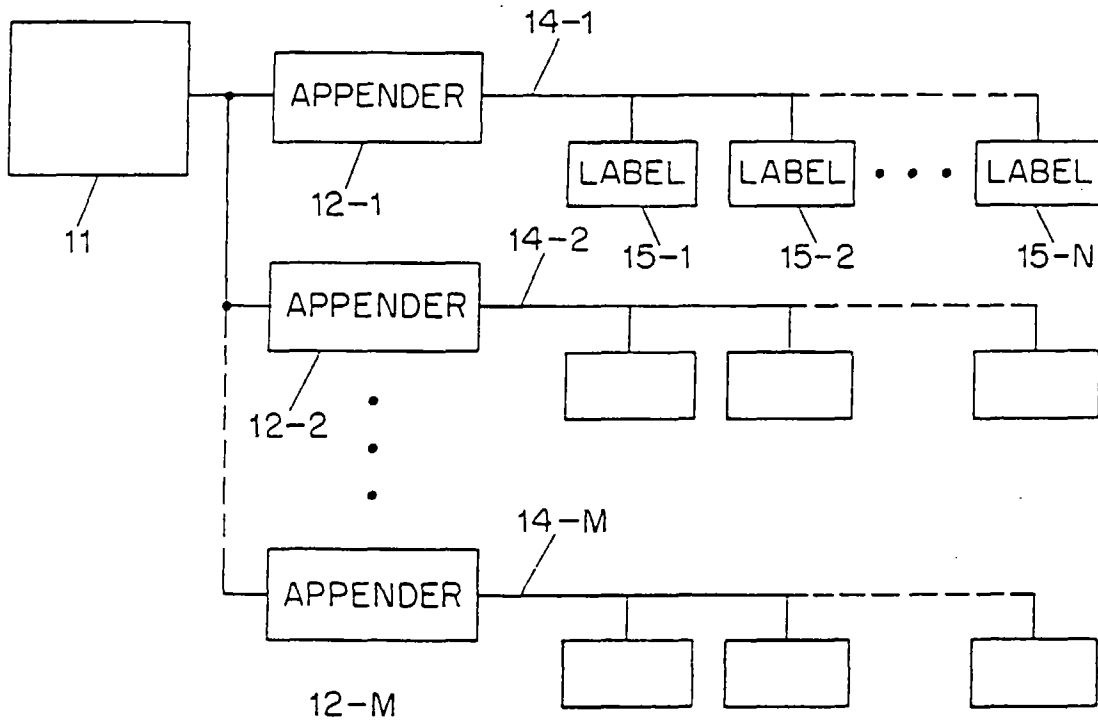 14-1
APPENDER
LABEL
LABEL
LABEL
11
12-1
14-2
15-1
15-2
15-N
APPENDER
12-2
14-M
APPENDER
12-M